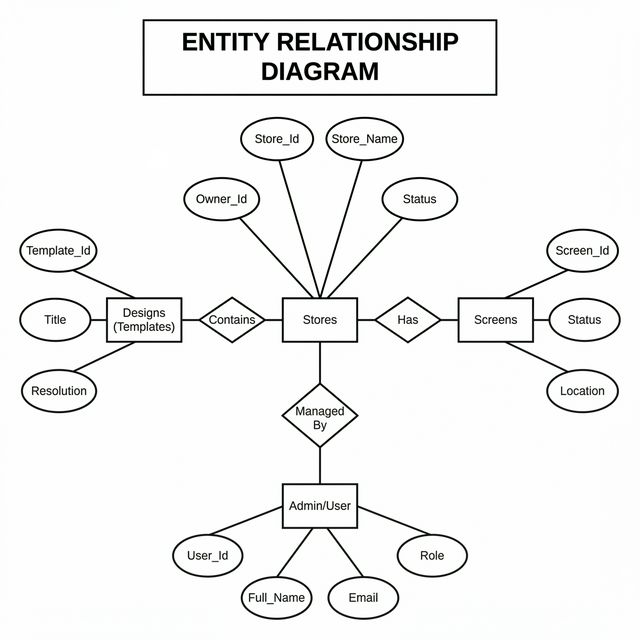 ENTITY RELATIONSHIP
DIAGRAM
Store_Id
Store_Name
Owner_Id
Status
Template_Id
Screen_Id
Title
Designs
(Templates)
Contains
Stores
Has
Screens
Status
Resolution
Location
Managed
By
Admin/User
User_Id
Role
Full_Name
Email